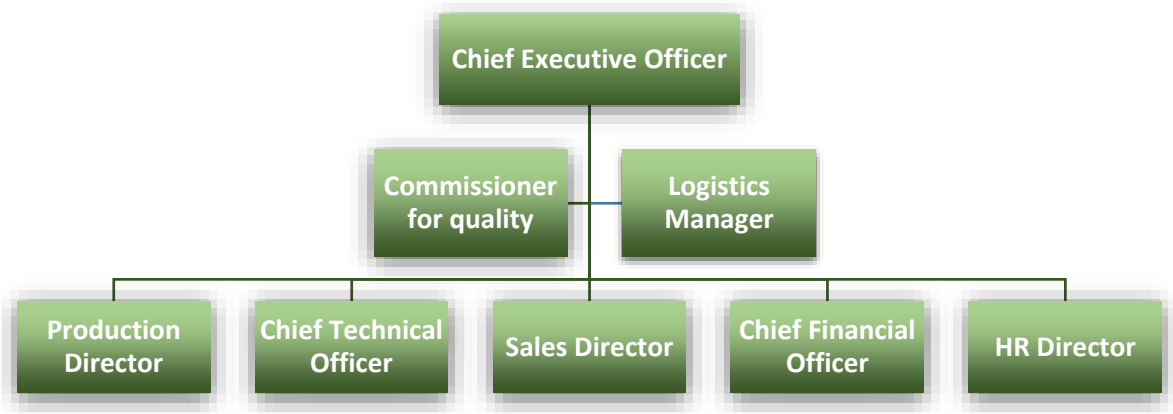 Chief Executive Officer
Commissioner
for quality
Logistics
Manager
Production
Director
Chief Technical
Officer
Sales Director
Chief Financial
Officer
HR Director